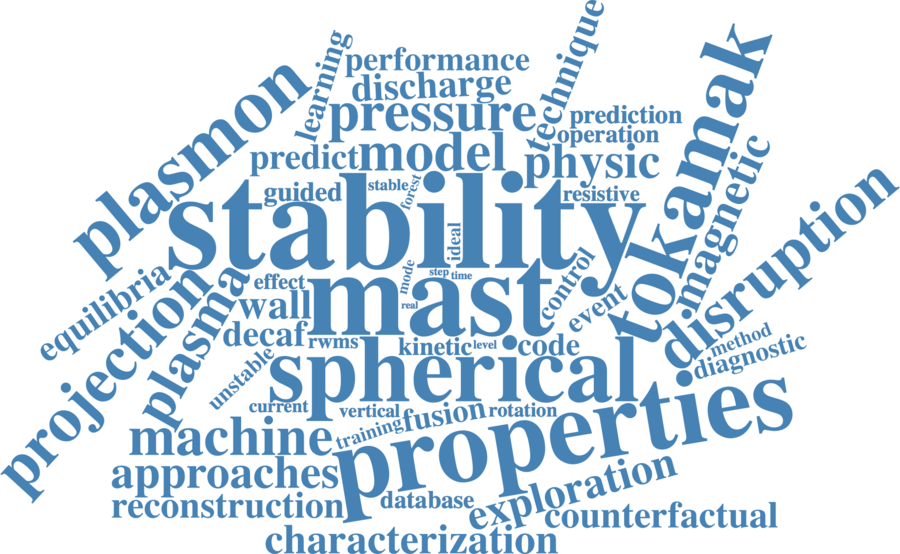 learning
performance
technique
discharge
pressure
prediction
tokamak
plasmon
operation
predict
model
physic
magnetic
guided
stable
forest
resistive
stability
disruption
ideal
equilibria
projection
plasma
effect
mode
step
time
control
wall
mast
real
event
decaf
rwms
kinetic
level
code
method
diagnostic
unstable
spherical
current
vertical
fusion
rotation
machine
training
properties
approaches
reconstruction
database
exploration
counterfactual
characterization